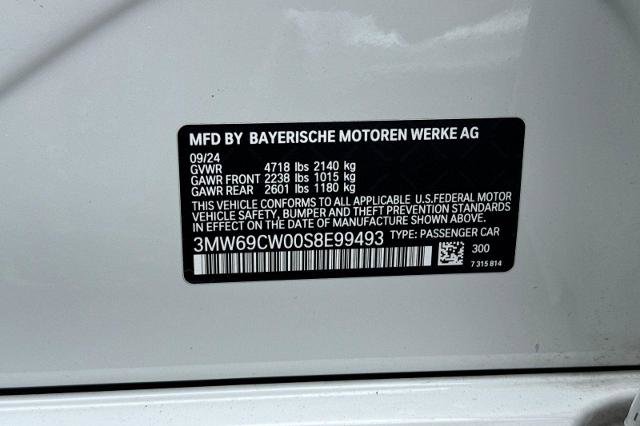 MFD BY BAYERISCHE MOTOREN WERKE AG
09/24
GVWR 4718 lbs 2140 kg
GAWR FRONT 2238 lbs 1015 kg
GAWR REAR 2601 lbs 1180 kg
THIS VEHICLE CONFORMS TO ALL APPLICABLE U.S.FEDERAL MOTOR
VEHICLE SAFETY, BUMPER, AND THEFT PREVENTION STANDARDS
IN EFFECT ON THE DATE OF MANUFACTURE SHOWN ABOVE.
3MW69CW00S8E99493 TYPE: PASSENGER CAR
300
7 315 814